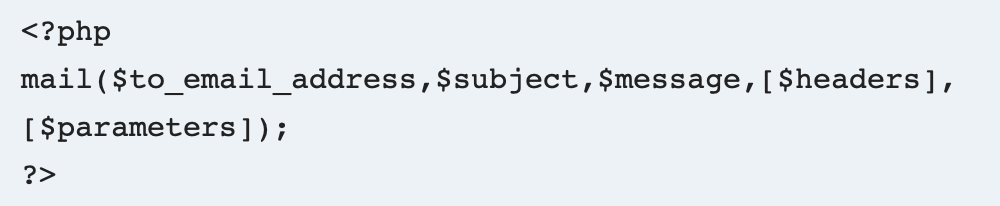 <?php
mail($to_email_address,$subject,$message,[$headers],
[$parameters]);
?>